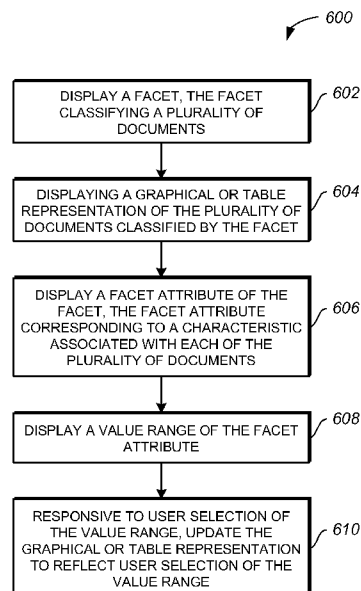 600
DISPLAY A FACET, THE FACET
CLASSIFYING A PLURALITY OF
DOCUMENTS
602
DISPLAYING A GRAPHICAL OR TABLE
REPRESENTATION OF THE PLURALITY OF
DOCUMENTS CLASSIFIED BY THE FACET
604
DISPLAY A FACET ATTRIBUTE OF THE
FACET, THE FACET ATTRIBUTE
CORRESPONDING TO A CHARACTERISTIC
ASSOCIATED WITH EACH OF THE
PLURALITY OF DOCUMENTS
606
DISPLAY A VALUE RANGE OF THE FACET
ATTRIBUTE
608
RESPONSIVE TO USER SELECTION OF
THE VALUE RANGE, UPDATE THE
GRAPHICAL OR TABLE REPRESENTATION
TO REFLECT USER SELECTION OF THE
VALUE RANGE
610